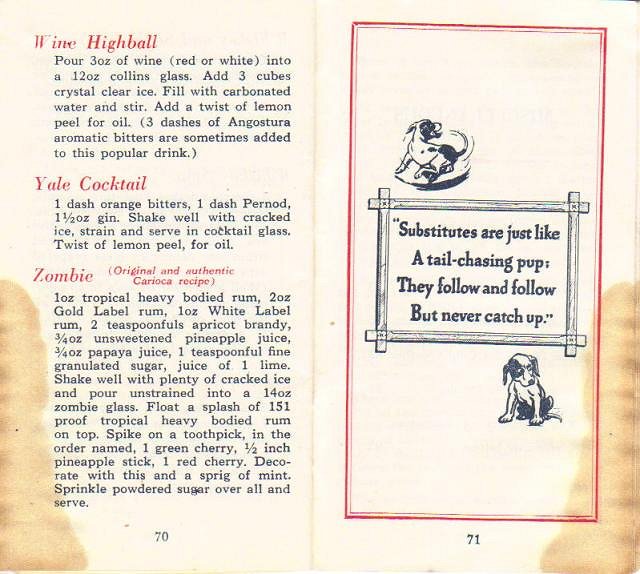 Wine Highball
Pour 3oz of wine (red or white) into
a 12oz collins glass. Add 3 cubes
crystal clear ice. Fill with carbonated
water and stir. Add a twist of lemon
peel for oil. (3 dashes of Angostura
aromatic bitters are sometimes added
to this popular drink.)
Yale Cocktail
1 dash orange bitters, 1 dash Pernod,
1½oz gin. Shake well with cracked
ice, strain and serve in cocktail glass.
Twist of lemon peel, for oil.
Zombie (Original and authentic
Carioca recipe)
1oz tropical heavy bodied rum, 2oz
Gold Label rum, 1oz White Label
rum, 2 teaspoonfuls apricot brandy,
¾oz unsweetened pineapple juice,
¾oz papaya juice, 1 teaspoonful fine
granulated sugar, juice of 1 lime.
Shake well with plenty of cracked ice
and pour unstrained into a 14oz
zombie glass. Float a splash of 151
proof tropical heavy bodied rum
on top. Spike on a toothpick, in the
order named, 1 green cherry, ½ inch
pineapple stick, 1 red cherry. Deco-
rate with this and a sprig of mint.
Sprinkle powdered sugar over all and
serve.
70
"Substitutes are just like
A tail-chasing pup;
They follow and follow
But never catch up."
71